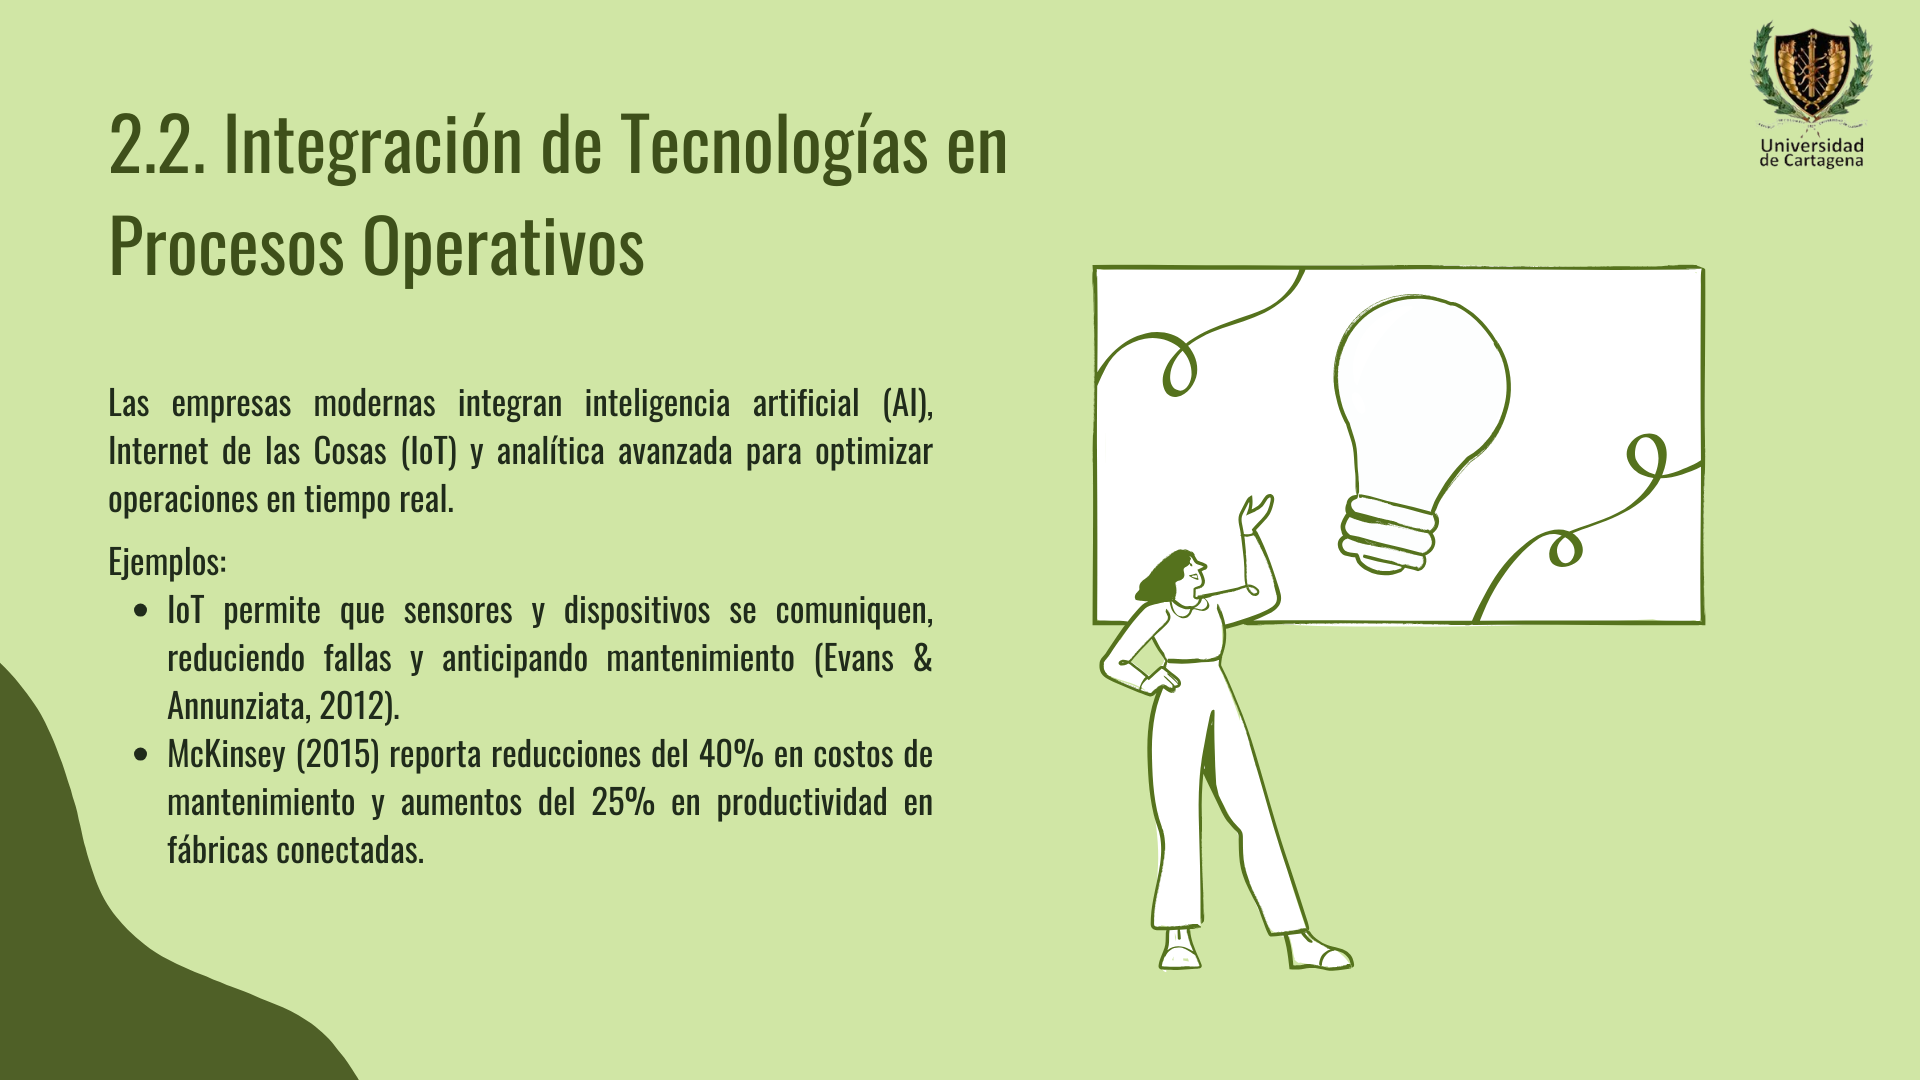 Universidad
de Cartagena
2.2. Integración de Tecnologías en
Procesos Operativos
Las empresas modernas integran inteligencia artificial (AI),
Internet de las Cosas (IoT) y analítica avanzada para optimizar
operaciones en tiempo real.
Ejemplos:
• IoT permite que sensores y dispositivos se comuniquen,
reduciendo fallas y anticipando mantenimiento (Evans &
Annunziata, 2012).
• McKinsey (2015) reporta reducciones del 40% en costos de
mantenimiento y aumentos del 25% en productividad en
fábricas conectadas.